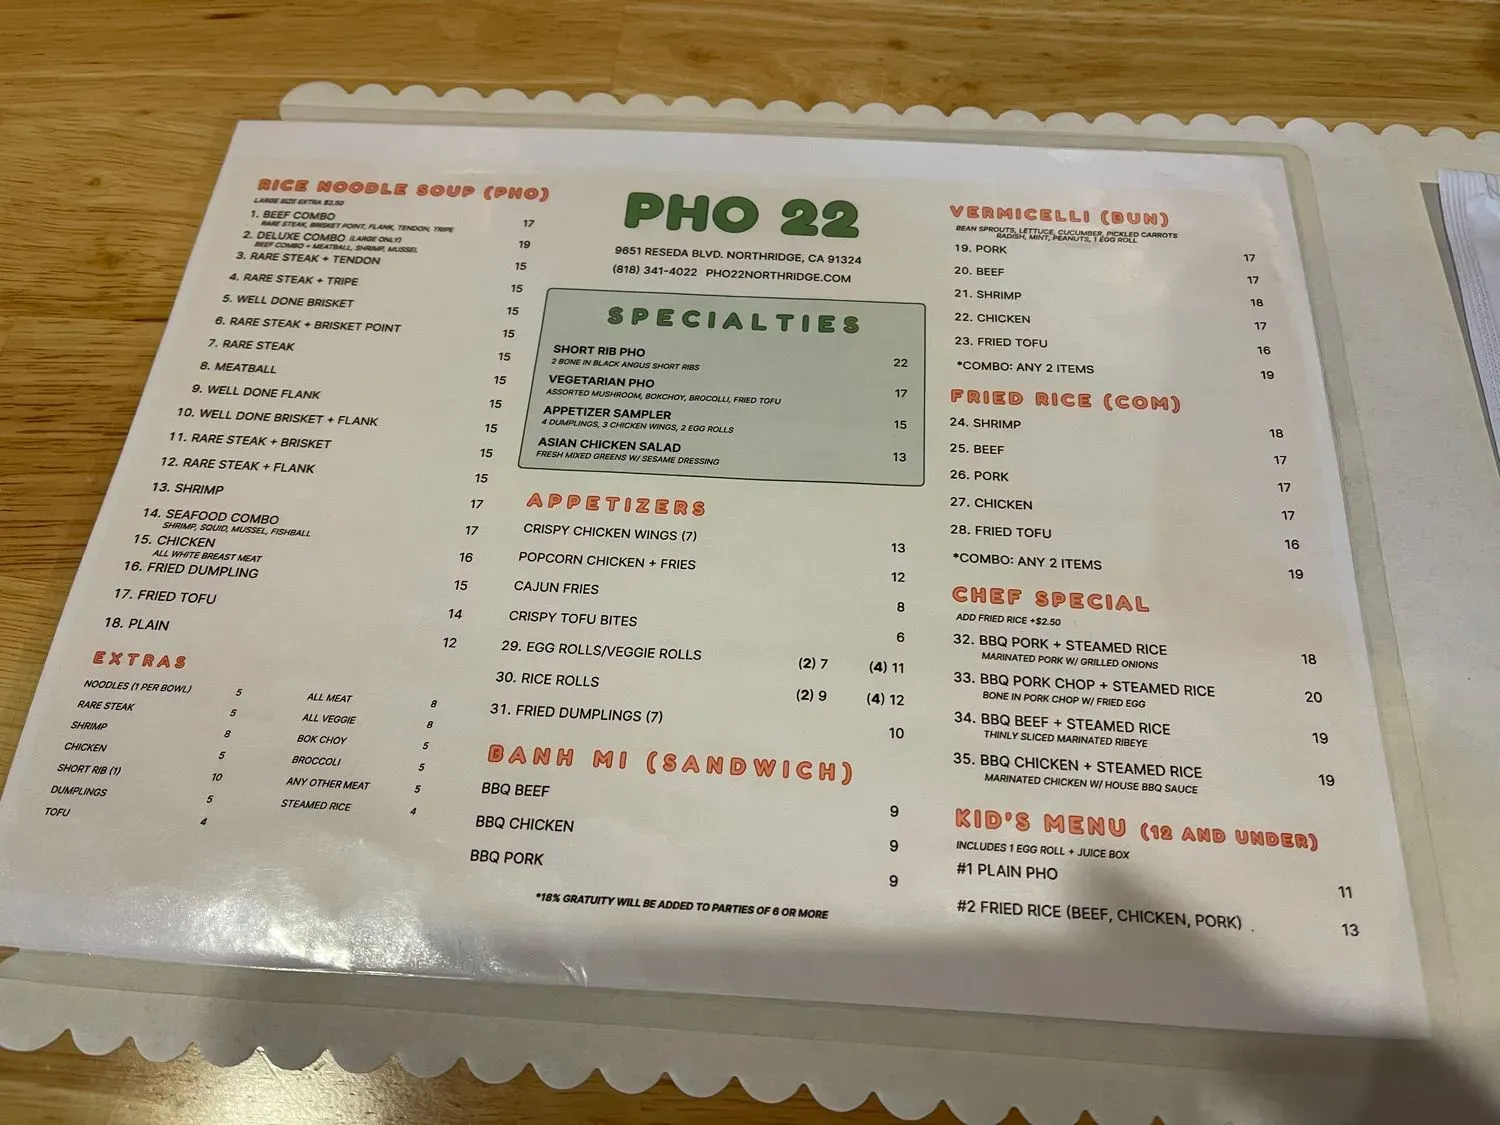 RICE NOODLE SOUP (PHO)
LARGE SIZE EXTRA $2.50
1. BEEF COMBO 17
RARE STEAK, BRISKET POINT, FLANK, TENDON, TRIPE
2. DELUXE COMBO (LARGE ONLY) 19
BEEF COMBO + MEATBALL, SHRIMP, MUSSEL
3. RARE STEAK + TENDON 15
4. RARE STEAK + TRIPE 15
5. WELL DONE BRISKET 15
6. RARE STEAK + BRISKET POINT 15
7. RARE STEAK 15
8. MEATBALL 15
9. WELL DONE FLANK 15
10. WELL DONE BRISKET + FLANK 15
11. RARE STEAK + BRISKET 15
12. RARE STEAK + FLANK 15
13. SHRIMP 17
14. SEAFOOD COMBO 17
SHRIMP, SQUID, MUSSEL, FISHBALL
15. CHICKEN 16
ALL WHITE BREAST MEAT
16. FRIED DUMPLING 15
17. FRIED TOFU 14
18. PLAIN 12
EXTRAS
NOODLES (1 PER BOWL) 5
RARE STEAK 5
SHRIMP 8
CHICKEN 5
SHORT RIB (1) 10
DUMPLINGS 5
TOFU 4
ALL MEAT 8
ALL VEGGIE 8
BOK CHOY 5
BROCCOLI 5
ANY OTHER MEAT 5
STEAMED RICE 4
PHO 22
9651 RESEDA BLVD. NORTHRIDGE, CA 91324
(818) 341-4022 PHO22NORTHRIDGE.COM
SPECIALTIES
SHORT RIB PHO 22
2 BONE IN BLACK ANGUS SHORT RIBS
VEGETARIAN PHO 17
ASSORTED MUSHROOM, BOKCHOY, BROCOLLI, FRIED TOFU
APPETIZER SAMPLER 15
4 DUMPLINGS, 3 CHICKEN WINGS, 2 EGG ROLLS
ASIAN CHICKEN SALAD 13
FRESH MIXED GREENS W/ SESAME DRESSING
APPETIZERS
CRISPY CHICKEN WINGS (7) 13
POPCORN CHICKEN + FRIES 12
CAJUN FRIES 8
CRISPY TOFU BITES 6
29. EGG ROLLS/VEGGIE ROLLS (2) 7 (4) 11
30. RICE ROLLS (2) 9 (4) 12
31. FRIED DUMPLINGS (7) 10
BANH MI (SANDWICH)
BBQ BEEF 9
BBQ CHICKEN 9
BBQ PORK 9
*18% GRATUITY WILL BE ADDED TO PARTIES OF 6 OR MORE
VERMICELLI (BUN)
BEAN SPROUTS, LETTUCE, CUCUMBER, PICKLED CARROTS
RADISH, MINT, PEANUTS, 1 EGG ROLL
19. PORK 17
20. BEEF 17
21. SHRIMP 18
22. CHICKEN 17
23. FRIED TOFU 16
*COMBO: ANY 2 ITEMS 19
FRIED RICE (COM)
24. SHRIMP 18
25. BEEF 17
26. PORK 17
27. CHICKEN 17
28. FRIED TOFU 16
*COMBO: ANY 2 ITEMS 19
CHEF SPECIAL
ADD FRIED RICE +$2.50
32. BBQ PORK + STEAMED RICE 18
MARINATED PORK W/ GRILLED ONIONS
33. BBQ PORK CHOP + STEAMED RICE 20
BONE IN PORK CHOP W/ FRIED EGG
34. BBQ BEEF + STEAMED RICE 19
THINLY SLICED MARINATED RIBEYE
35. BBQ CHICKEN + STEAMED RICE 19
MARINATED CHICKEN W/ HOUSE BBQ SAUCE
KID'S MENU (12 AND UNDER)
INCLUDES 1 EGG ROLL + JUICE BOX
#1 PLAIN PHO 11
#2 FRIED RICE (BEEF, CHICKEN, PORK) . 13